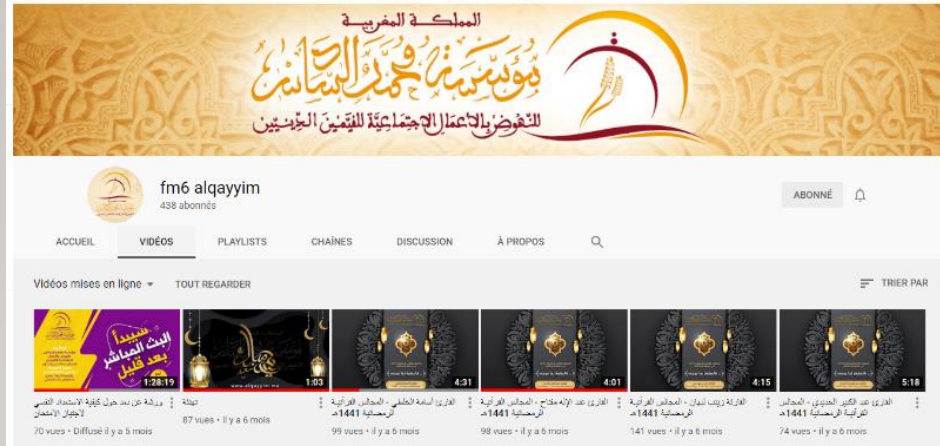 المملكة المغربية
مؤسسة محمد السادس
للنهوض بالأعمال الاجتماعية للقيمين الدينيين
fm6 alqayyim
438 abonnés
ABONNÉ
ACCUEIL VIDÉOS PLAYLISTS CHAÎNES DISCUSSION À PROPOS
Vidéos mises en ligne TOUT REGARDER TRIER PAR
سيبدأ
البث المباشر
بعد قليل
1:28:19
www.alqayyim.ma
1:03
4:31
4:01
4:15
5:18
ورشة عن بعد حول كيفية الاستعداد النفسي
لاجتياز الامتحان
70 vues • Diffusé il y a 5 mois
تهنئة
87 vues • il y a 6 mois
القارئ أسامة الخلفي - المجالس القرآنية
الرمضانية 1441هـ
99 vues • il y a 6 mois
القارئ عبد الإله مفتاح - المجالس القرآنية
الرمضانية 1441هـ
98 vues • il y a 6 mois
القارئة زينب لبهان - المجالس القرآنية
الرمضانية 1441هـ
141 vues • il y a 6 mois
القارئ عبد الكبير الحديدي - المجالس
القرآنية الرمضانية 1441هـ
74 vues • il y a 6 mois